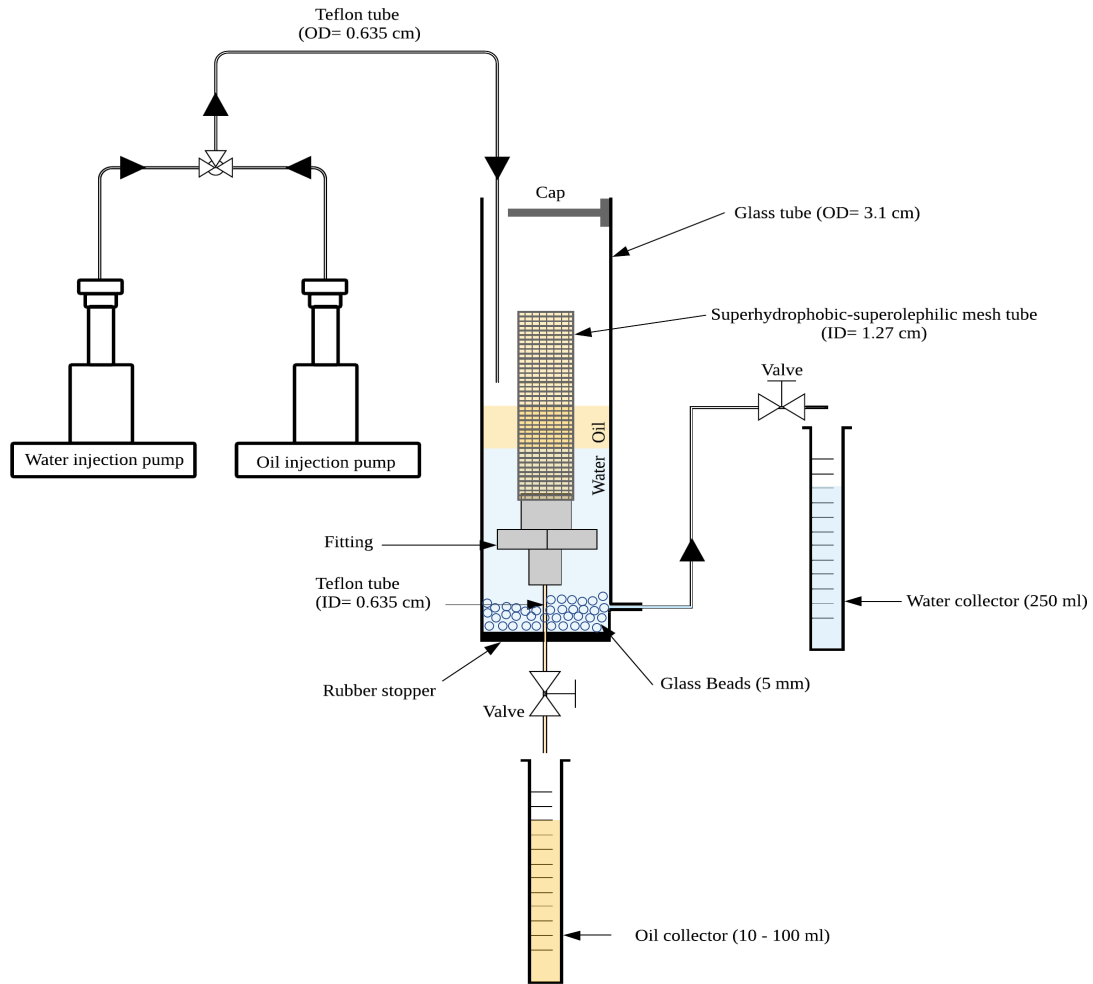 Teflon tube
(OD= 0.635 cm)
Cap
Glass tube (OD= 3.1 cm)
Superhydrophobic-superolephilic mesh tube
(ID= 1.27 cm)
Valve
Oil
Water
Water injection pump
Oil injection pump
Fitting
Teflon tube
(ID= 0.635 cm)
Water collector (250 ml)
Rubber stopper
Glass Beads (5 mm)
Valve
Oil collector (10 - 100 ml)